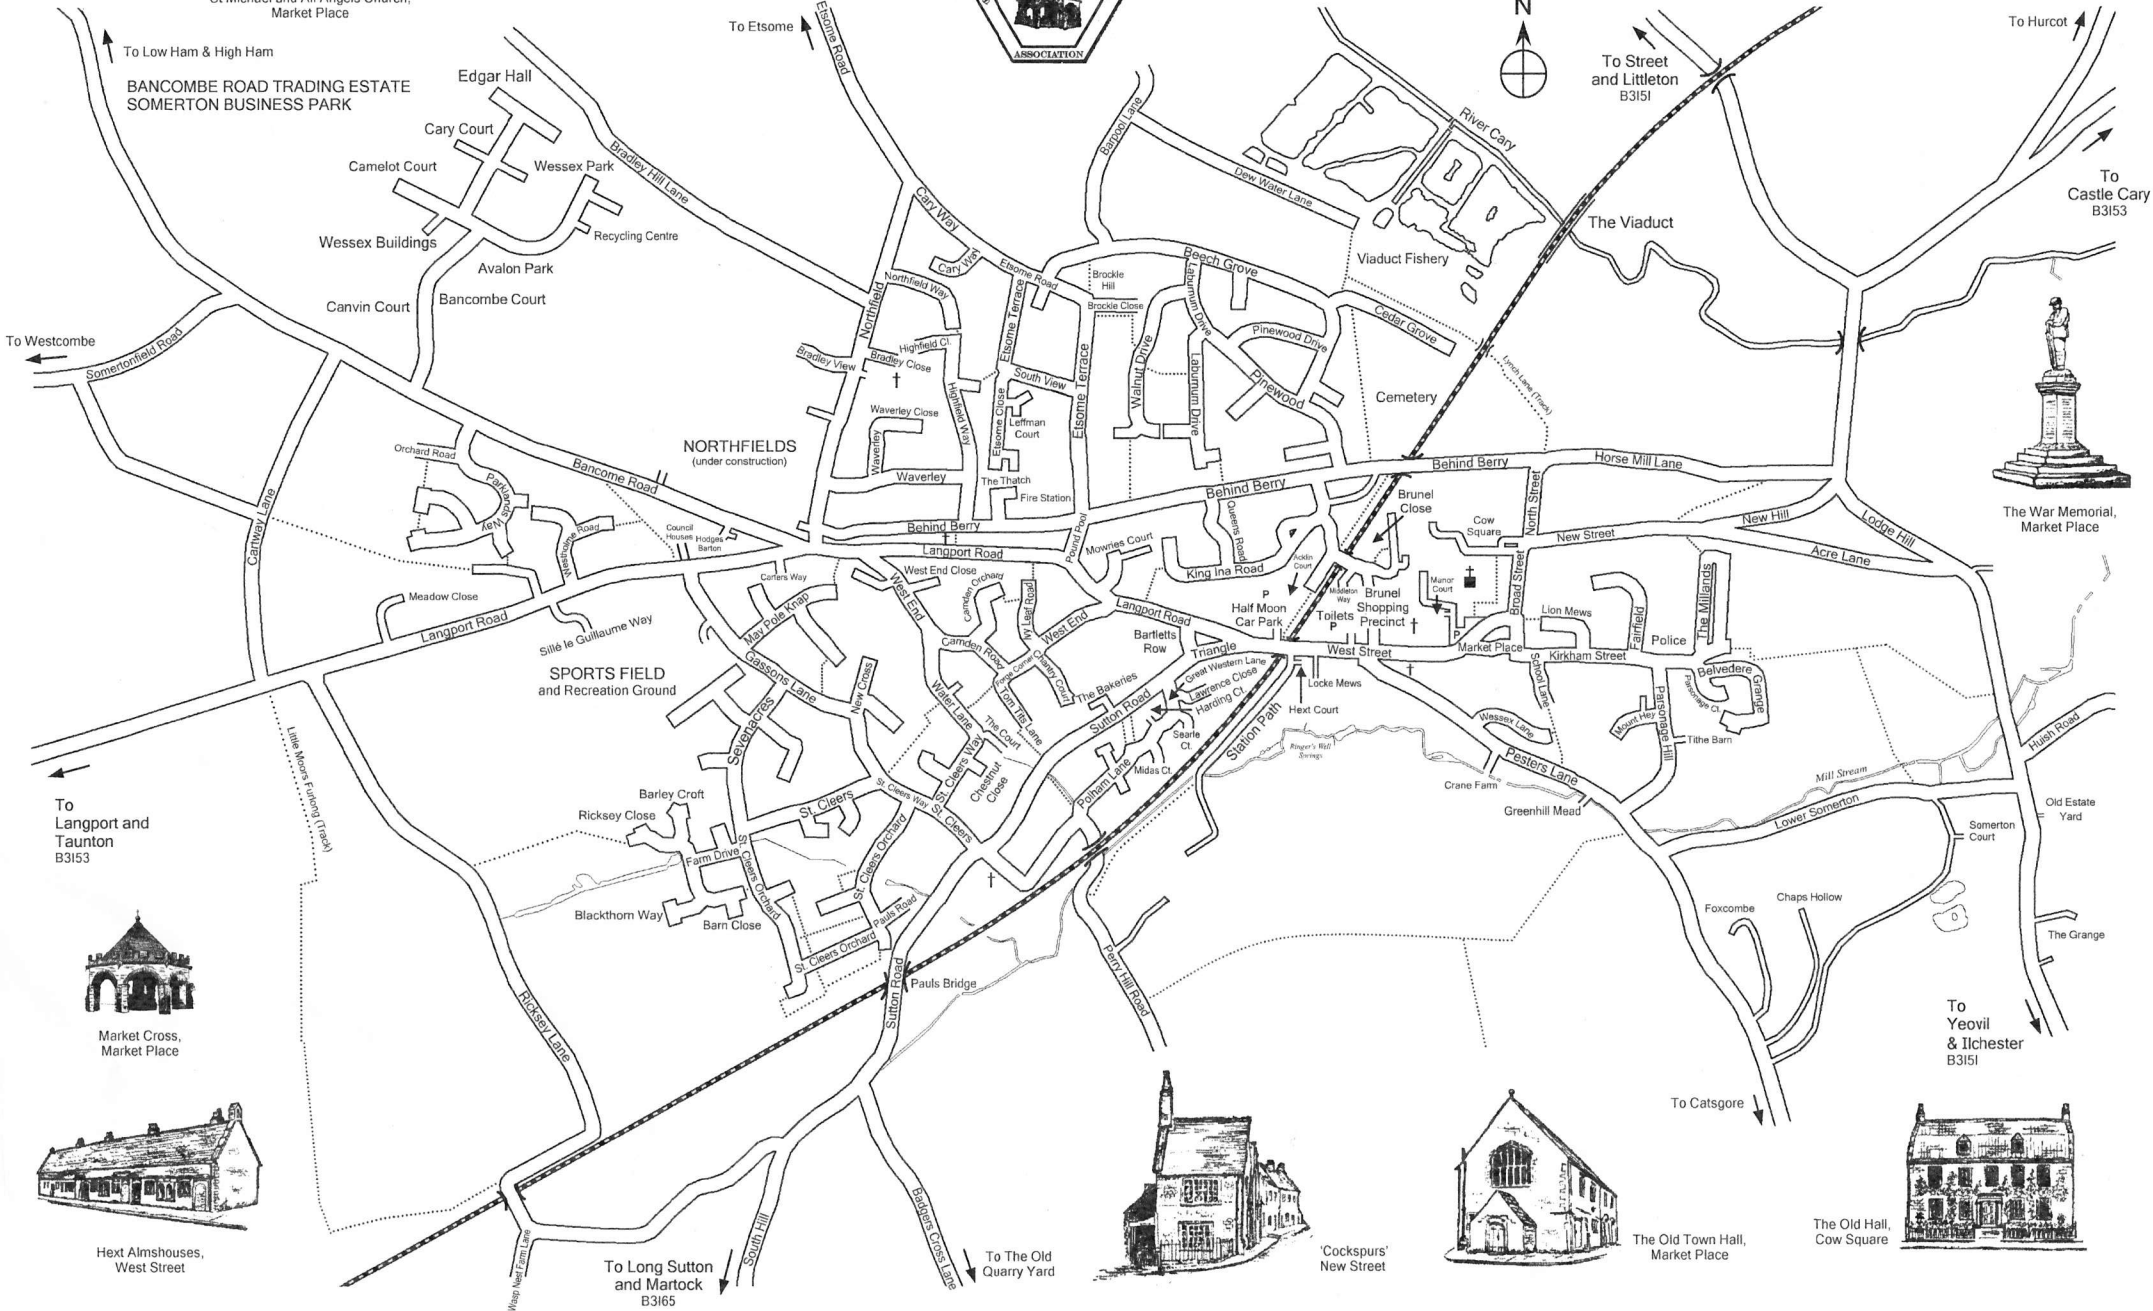 St Michael and All Angels Church,
Market Place
To Low Ham & High Ham
BANCOMBE ROAD TRADING ESTATE
SOMERTON BUSINESS PARK
Edgar Hall
Cary Court
Camelot Court
Wessex Park
Wessex Buildings
Recycling Centre
Avalon Park
Canvin Court
Bancombe Court
Bradley Hill Lane
To Etsome
Etsome Road
ASSOCIATION
N
To Street
and Littleton
B3151
To Hurcot
To
Castle Cary
B3153
River Cary
Barpool Lane
Dew Water Lane
The Viaduct
Viaduct Fishery
Cary Way
Cary Way
Etsome Road
Beech Grove
Brockle
Hill
Brockle Close
Northfield Way
Northfield
Etsome Terrace
Laburnum Drive
Cedar Grove
Pinewood Drive
Pinewood
Highfield Cl.
Bradley View
Bradley Close
South View
Etsome Terrace
Walnut Drive
Laburnum Drive
Lynch Lane (Track)
Cemetery
To Westcombe
Somertonfield Road
Waverley Close
Waverley
Highfield Way
Etsome Close
Leffman
Court
NORTHFIELDS
(under construction)
Waverley
The Thatch
Fire Station
Orchard Road
Parklands
Way
Bancome Road
Behind Berry
Horse Mill Lane
Behind Berry
Behind Berry
The War Memorial,
Market Place
Cartway Lane
Westholme
Road
Council
Houses
Hodges
Barton
Langport Road
Pound Pool
Mowries Court
Queens Road
King Ina Road
Acklin
Court
Brunel
Close
Cow
Square
North Street
New Street
New Hill
Lodge Hill
Acre Lane
Carters Way
West End Close
West End
Camden Orchard
Ivy Leaf Road
Meadow Close
Langport Road
Sillé le Guillaume Way
May Pole Knap
Camden Road
West End
Langport Road
P
Half Moon
Car Park
Middleton
Way
Toilets
P
Brunel
Shopping
Precinct
Manor
Court
P
Broad Street
Lion Mews
Fairfield
Police
The Millands
SPORTS FIELD
and Recreation Ground
Gassons Lane
New Cross
Forge Corner
Chantry Court
Bartletts
Row
Triangle
West Street
Market Place
Kirkham Street
Belvedere
Grange
School Lane
Parsonage Cl.
Great Western Lane
Lawrence Close
Harding Ct.
Locke Mews
Hext Court
The Bakeries
Sutton Road
Tom Tits Lane
Water Lane
The Court
Sevenacres
Searle
Ct.
Midas Ct.
Station Path
Ringer's Well
Springs
Wessex Lane
Mount Hey
Parsonage Hill
Tithe Barn
Huish Road
Pesters Lane
Mill Stream
Crane Farm
Greenhill Mead
Lower Somerton
Old Estate
Yard
Somerton
Court
Little Moors Furlong (Track)
To
Langport and
Taunton
B3153
Barley Croft
Ricksey Close
St. Cleers
St. Cleers Way
St. Cleers Way
Chestnut
Close
St. Cleers
Polham Lane
Farm Drive
St. Cleers Orchard
St. Cleers Orchard
Blackthorn Way
Barn Close
Pauls Road
St. Cleers Orchard
Pauls Bridge
Sutton Road
Perry Hill Road
Foxcombe
Chaps Hollow
The Grange
To
Yeovil
& Ilchester
B3151
Market Cross,
Market Place
Ricksey Lane
To Catsgore
Hext Almshouses,
West Street
Wasp Nest Farm Lane
To Long Sutton
and Martock
B3165
South Hill
Badgers Cross Lane
To The Old
Quarry Yard
'Cockspurs'
New Street
The Old Town Hall,
Market Place
The Old Hall,
Cow Square